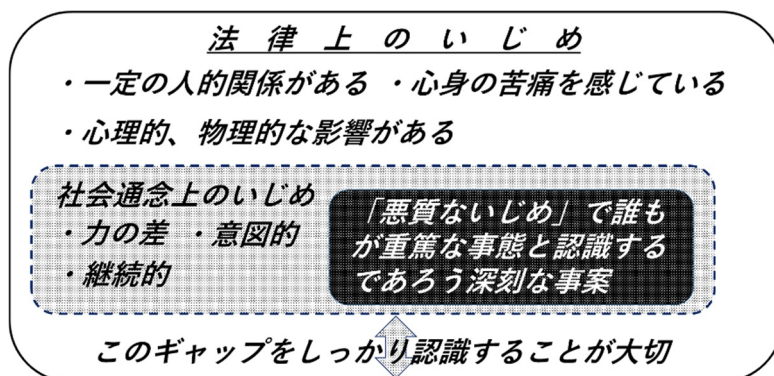 法律上のいじめ
・一定の人的関係がある ・心身の苦痛を感じている
・心理的、物理的な影響がある
社会通念上のいじめ
・力の差 ・意図的
・継続的
「悪質ないじめ」で誰も
が重篤な事態と認識する
であろう深刻な事案
このギャップをしっかり認識することが大切